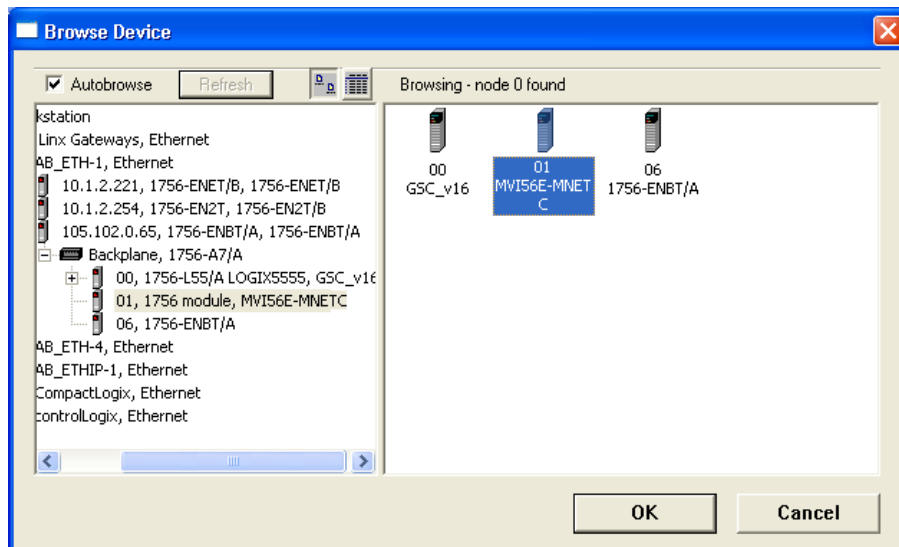 Browse Device
Autobrowse
Refresh
Browsing - node 0 found
kstation
Linx Gateways, Ethernet
AB_ETH-1, Ethernet
10.1.2.221, 1756-ENET/B, 1756-ENET/B
10.1.2.254, 1756-EN2T, 1756-EN2T/B
105.102.0.65, 1756-ENBT/A, 1756-ENBT/A
Backplane, 1756-A7/A
00, 1756-L55/A LOGIX5555, GSC_v16
01, 1756 module, MVI56E-MNETC
06, 1756-ENBT/A
AB_ETH-4, Ethernet
AB_ETHIP-1, Ethernet
CompactLogix, Ethernet
controlLogix, Ethernet
00
GSC_v16
01
MVI56E-MNET
C
06
1756-ENBT/A
OK
Cancel